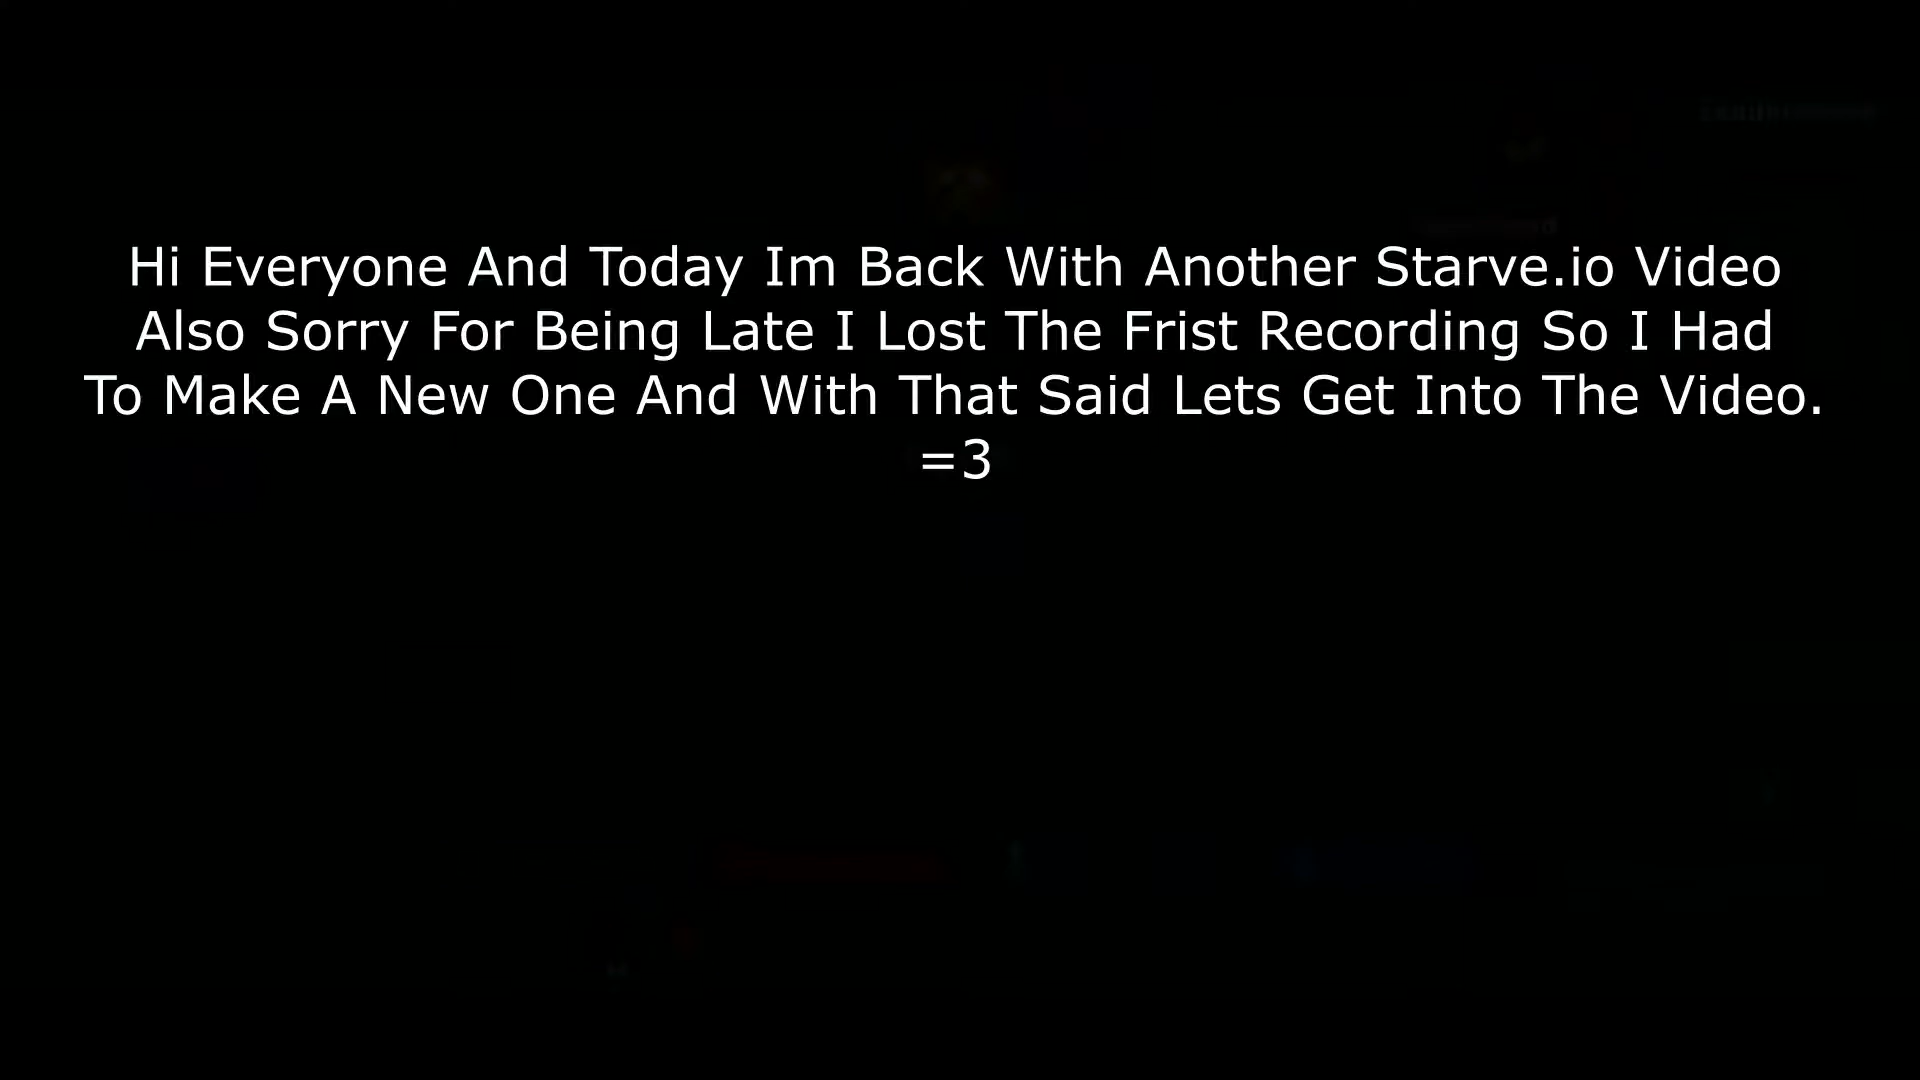 Hi Everyone And Today Im Back With Another Starve.io Video
Also Sorry For Being Late I Lost The Frist Recording So I Had
To Make A New One And With That Said Lets Get Into The Video.
=3